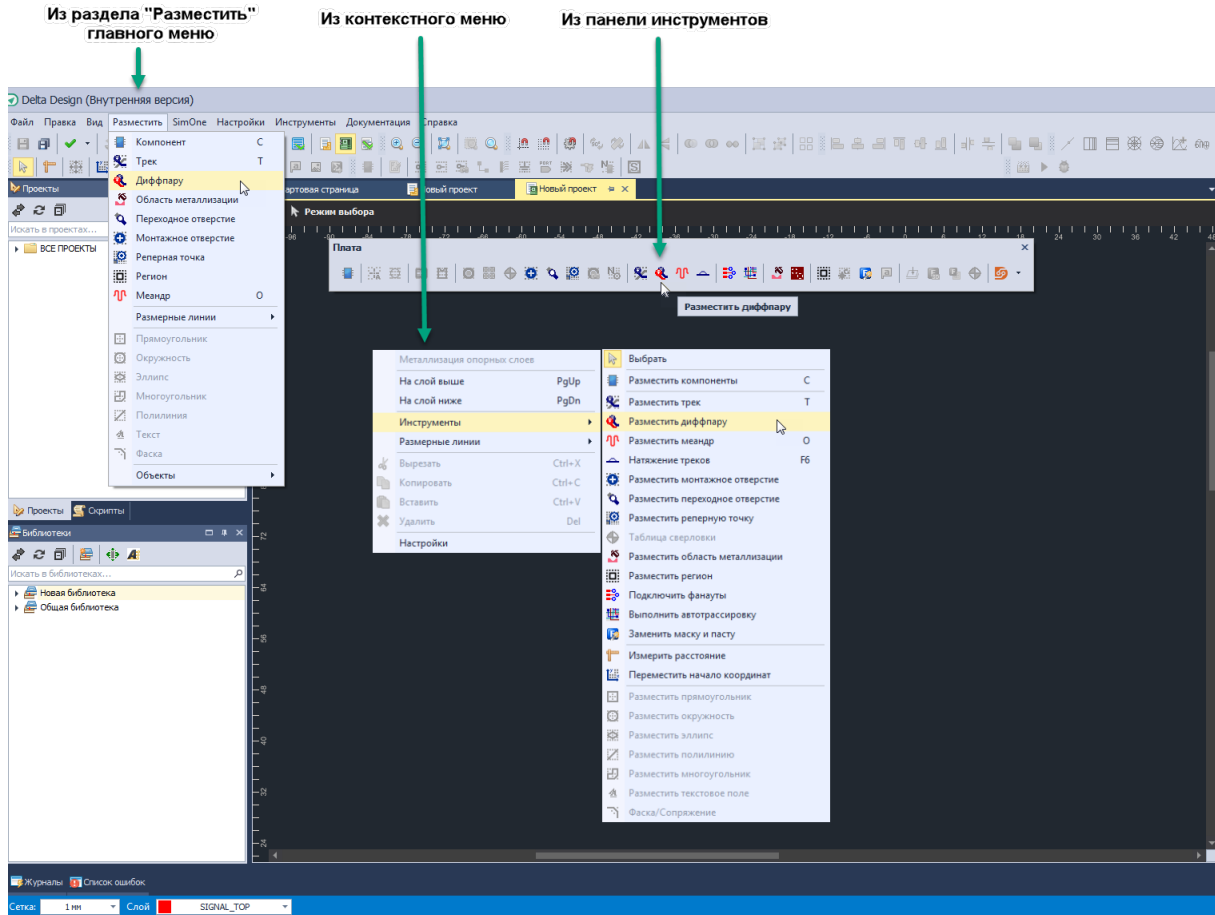 Из раздела "Разместить"
главного меню
Из контекстного меню
Из панели инструментов
Delta Design (Внутренняя версия)
Файл Правка Вид Разместить SimOne Настройки Инструменты Документация Справка
Компонент C
Трек T
Диффпару
Область металлизации
Переходное отверстие
Монтажное отверстие
Реперная точка
Регион
Меандр O
Размерные линии
Прямоугольник
Окружность
Эллипс
Многоугольник
Полилиния
Текст
Фаска
Объекты
Проекты
Искать в проектах...
ВСЕ ПРОЕКТЫ
артовая страница
овый проект
Новый проект
Режим выбора
Плата
Разместить диффпару
Металлизация опорных слоев
На слой выше PgUp
На слой ниже PgDn
Инструменты
Размерные линии
Вырезать Ctrl+X
Копировать Ctrl+C
Вставить Ctrl+V
Удалить Del
Настройки
Выбрать
Разместить компоненты C
Разместить трек T
Разместить диффпару
Разместить меандр O
Натяжение треков F6
Разместить монтажное отверстие
Разместить переходное отверстие
Разместить реперную точку
Таблица сверловки
Разместить область металлизации
Разместить регион
Подключить фанауты
Выполнить автотрассировку
Заменить маску и пасту
Измерить расстояние
Переместить начало координат
Разместить прямоугольник
Разместить окружность
Разместить эллипс
Разместить полилинию
Разместить многоугольник
Разместить текстовое поле
Фаска/Сопряжение
Проекты Скрипты
Библиотеки
Искать в библиотеках...
Новая библиотека
Общая библиотека
Журналы Список ошибок
Сетка: 1 мм Слой SIGNAL_TOP